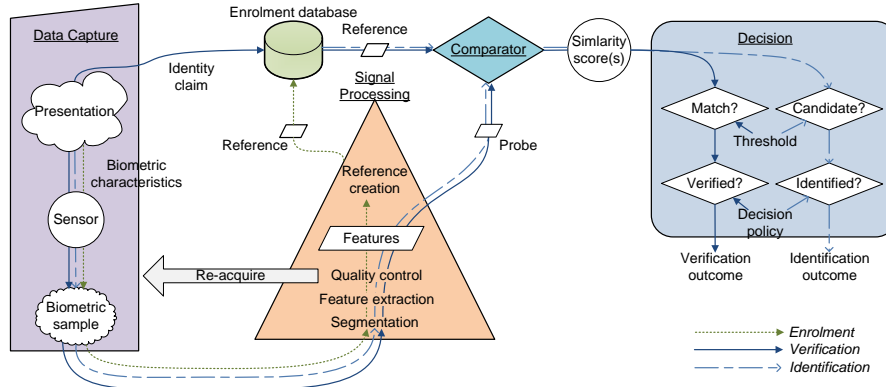 Data Capture
Presentation
Biometric
characteristics
Sensor
Biometric
sample
Identity
claim
Enrolment database
Reference
Comparator
Simlarity
score(s)
Signal
Processing
Reference
Probe
Reference
creation
Features
Quality control
Feature extraction
Segmentation
Re-acquire
Decision
Match?
Candidate?
Threshold
Verified?
Identified?
Decision
policy
Verification
outcome
Identification
outcome
Enrolment
Verification
Identification